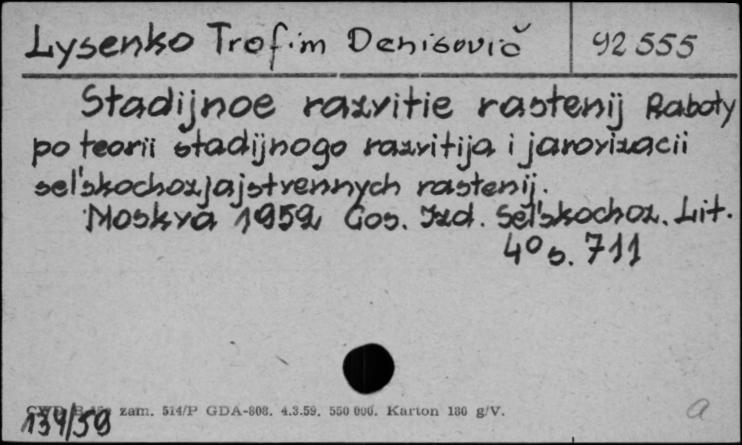 Lysenko Trofim Denisovič 92 555
Stadijnoe razvitie rastenij Raboty
po teorii stadijnogo razvitija i jarovizacii
sel'skochozjajstvennych rastenij.
Moskva 1952 Gos. Izd. Sel'skochoz. Lit.
4° s. 711
zam. 514/P GDA-808. 4.3.59. 550 000. Karton 180 g/V.
134/59
a